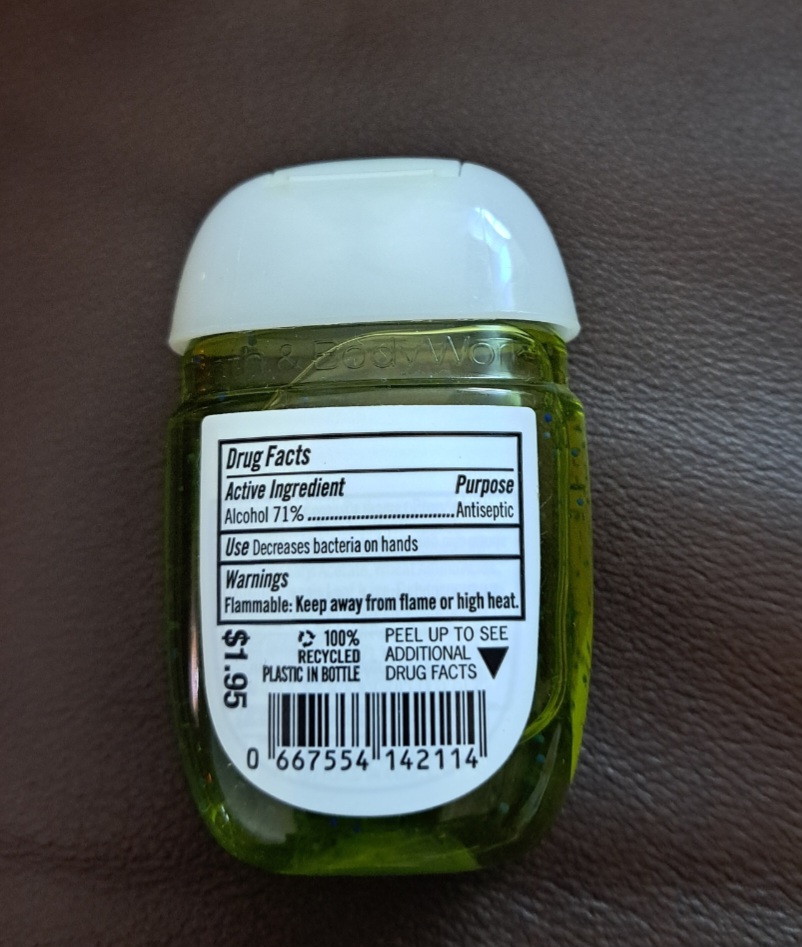 & Body Wor
Drug Facts
Active Ingredient Purpose
Alcohol 71%..........................................Antiseptic
Use Decreases bacteria on hands
Warnings
Flammable: Keep away from flame or high heat.
$1.95
100%
RECYCLED
PLASTIC IN BOTTLE
PEEL UP TO SEE
ADDITIONAL
DRUG FACTS
0 667554 142114